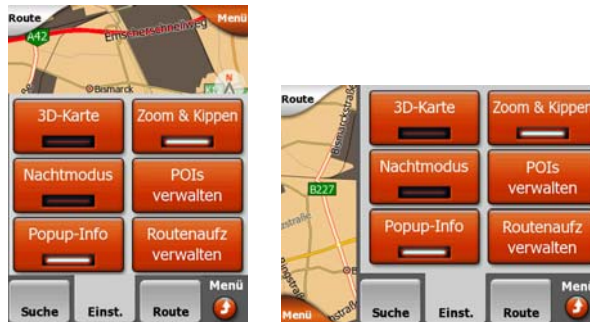 Route
Menü
A42
Emscherschnellweg
Bismarck
N
3D-Karte
Zoom & Kippen
Nachtmodus
POIs
verwalten
Popup-Info
Routenaufz
verwalten
Menü
Suche
Einst.
Route
Route
Bismarckstraße
B227
Menü
3D-Karte
Zoom & Kippen
Nachtmodus
POIs
verwalten
Popup-Info
Routenaufz
verwalten
Menü
Suche
Einst.
Route